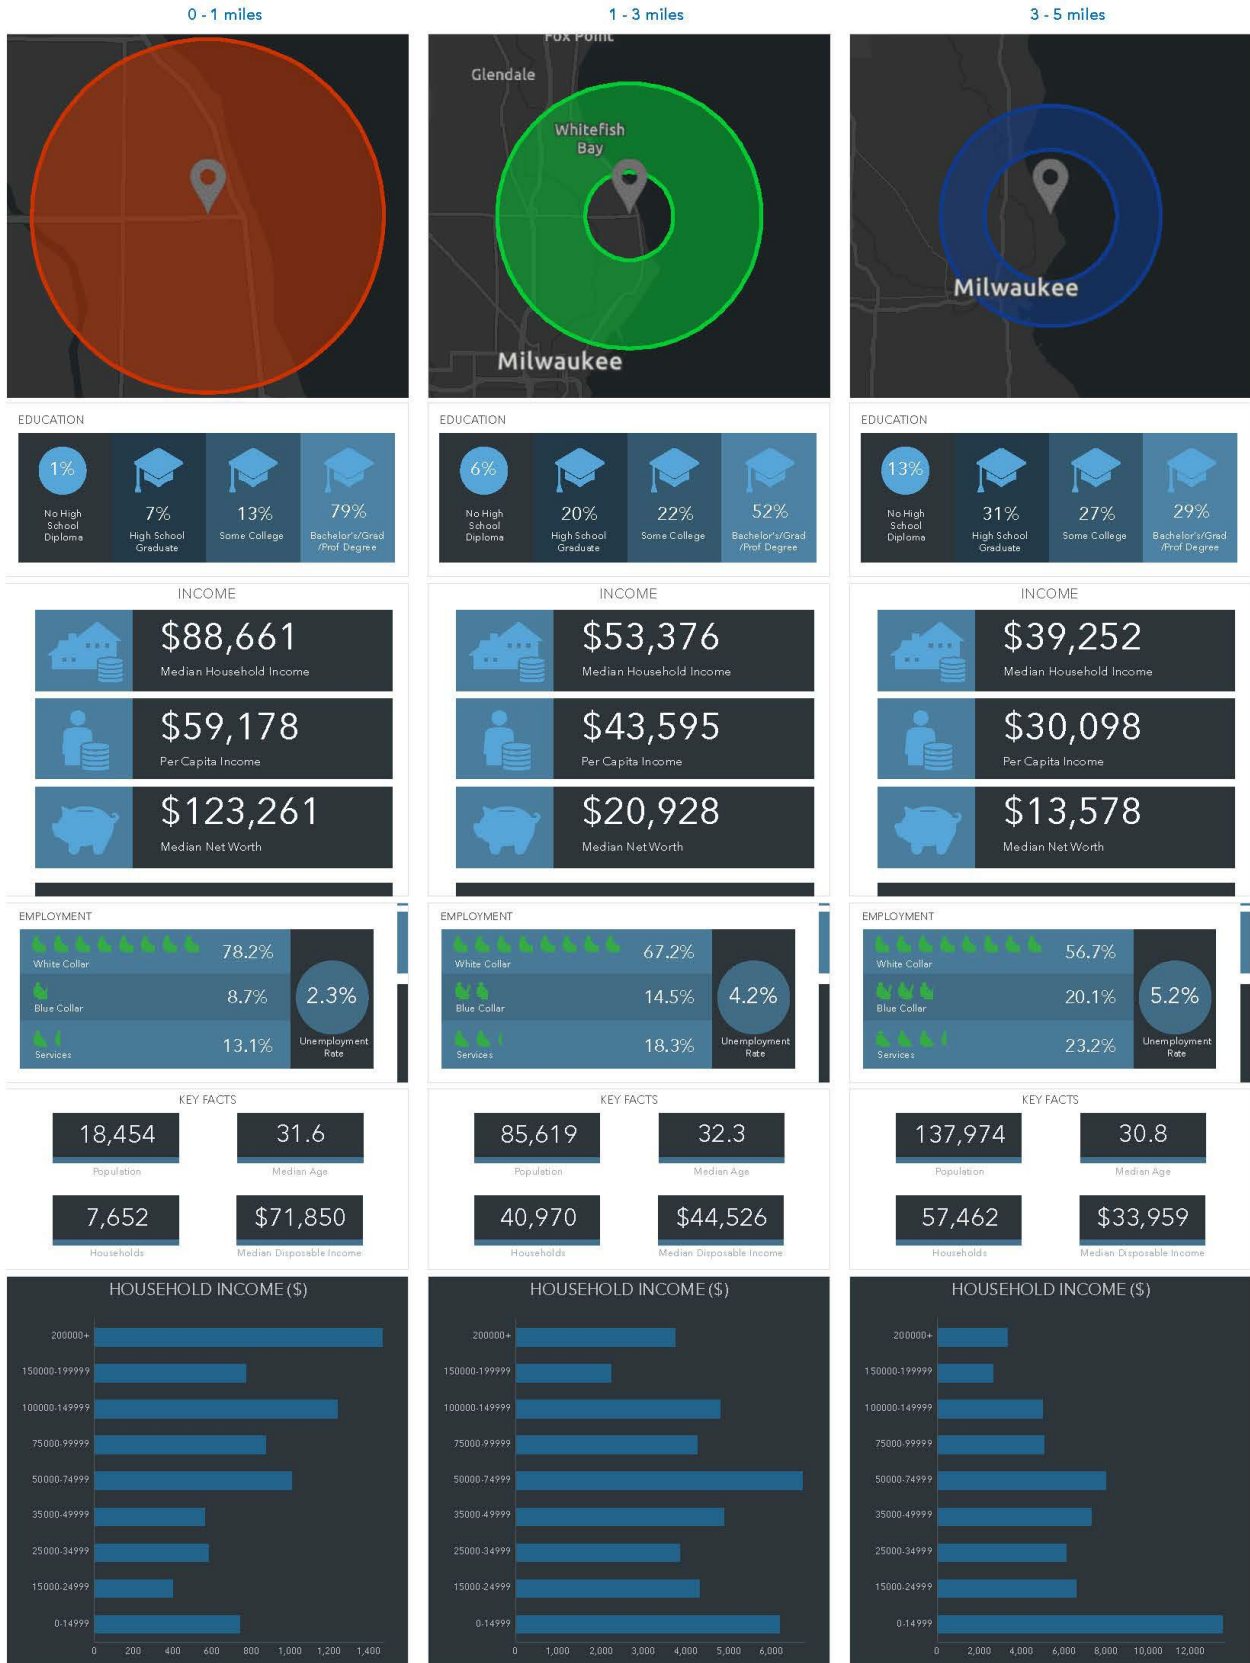 0 - 1 miles
1 - 3 miles
3 - 5 miles
Fox Point
Glendale
Whitefish
Bay
Milwaukee
Milwaukee
EDUCATION
1%
No High
School
Diploma
7%
High School
Graduate
13%
Some College
79%
Bachelor's/Grad
/Prof Degree
EDUCATION
6%
No High
School
Diploma
20%
High School
Graduate
22%
Some College
52%
Bachelor's/Grad
/Prof Degree
EDUCATION
13%
No High
School
Diploma
31%
High School
Graduate
27%
Some College
29%
Bachelor's/Grad
/Prof Degree
INCOME
$88,661
Median Household Income
$59,178
Per Capita Income
$123,261
Median Net Worth
INCOME
$53,376
Median Household Income
$43,595
Per Capita Income
$20,928
Median Net Worth
INCOME
$39,252
Median Household Income
$30,098
Per Capita Income
$13,578
Median Net Worth
EMPLOYMENT
White Collar
78.2%
Blue Collar
8.7%
Services
13.1%
2.3%
Unemployment
Rate
EMPLOYMENT
White Collar
67.2%
Blue Collar
14.5%
Services
18.3%
4.2%
Unemployment
Rate
EMPLOYMENT
White Collar
56.7%
Blue Collar
20.1%
Services
23.2%
5.2%
Unemployment
Rate
KEY FACTS
18,454
Population
31.6
Median Age
7,652
Households
$71,850
Median Disposable Income
KEY FACTS
85,619
Population
32.3
Median Age
40,970
Households
$44,526
Median Disposable Income
KEY FACTS
137,974
Population
30.8
Median Age
57,462
Households
$33,959
Median Disposable Income
HOUSEHOLD INCOME ($)
200000+
150000-199999
100000-149999
75000-99999
50000-74999
35000-49999
25000-34999
15000-24999
0-14999
0 200 400 600 800 1,000 1,200 1,400
HOUSEHOLD INCOME ($)
200000+
150000-199999
100000-149999
75000-99999
50000-74999
35000-49999
25000-34999
15000-24999
0-14999
0 1,000 2,000 3,000 4,000 5,000 6,000
HOUSEHOLD INCOME ($)
200000+
150000-199999
100000-149999
75000-99999
50000-74999
35000-49999
25000-34999
15000-24999
0-14999
0 2,000 4,000 6,000 8,000 10,000 12,000